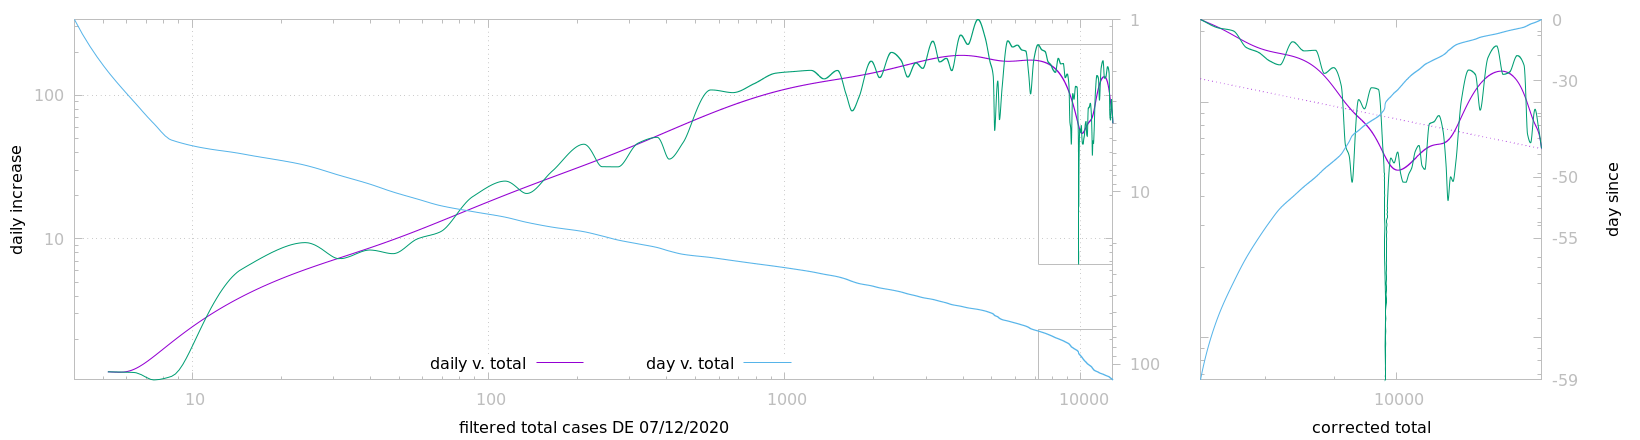 1
0
100
-30
daily increase
10
-50
day since
10
-55
daily v. total
day v. total
100
-59
10
100
1000
10000
10000
filtered total cases DE 07/12/2020
corrected total